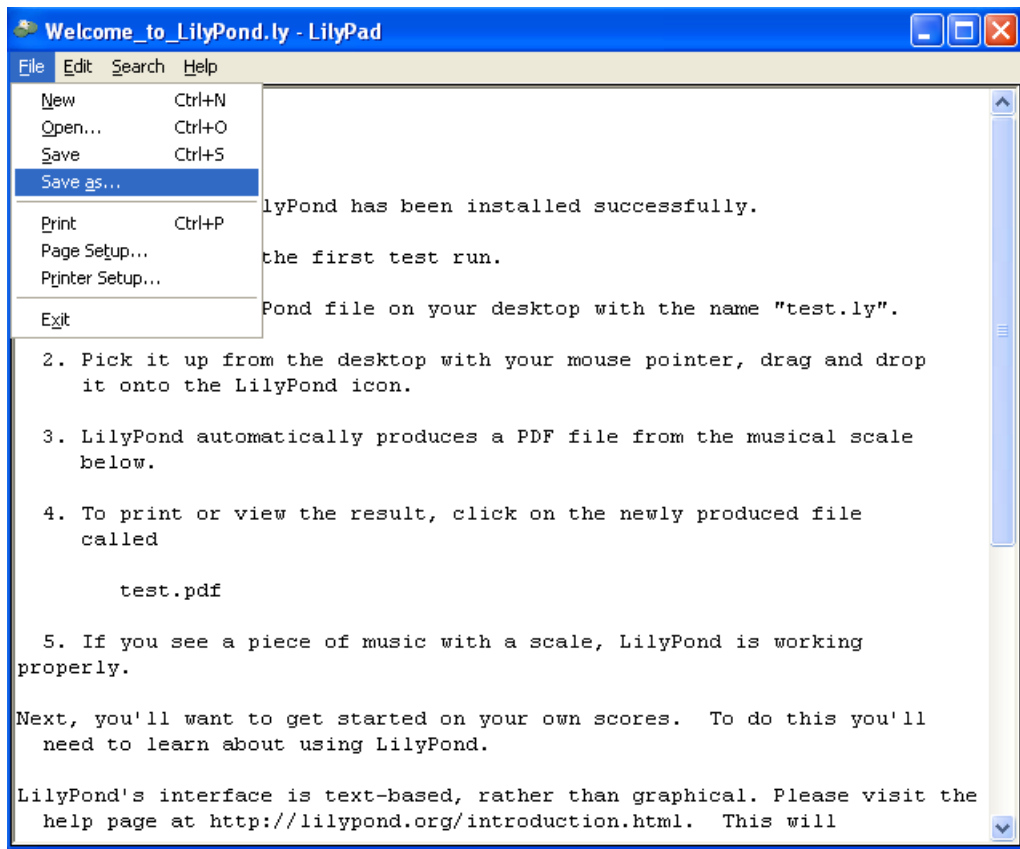 Welcome_to_LilyPond.ly - LilyPad
File Edit Search Help
New Ctrl+N
Open... Ctrl+O
Save Ctrl+S
Save as...
Print Ctrl+P
Page Setup...
Printer Setup...
Exit
lyPond has been installed successfully.
the first test run.
Pond file on your desktop with the name "test.ly".
2. Pick it up from the desktop with your mouse pointer, drag and drop
it onto the LilyPond icon.
3. LilyPond automatically produces a PDF file from the musical scale
below.
4. To print or view the result, click on the newly produced file
called
test.pdf
5. If you see a piece of music with a scale, LilyPond is working
properly.
Next, you'll want to get started on your own scores.  To do this you'll
need to learn about using LilyPond.
LilyPond's interface is text-based, rather than graphical. Please visit the
help page at http://lilypond.org/introduction.html.  This will